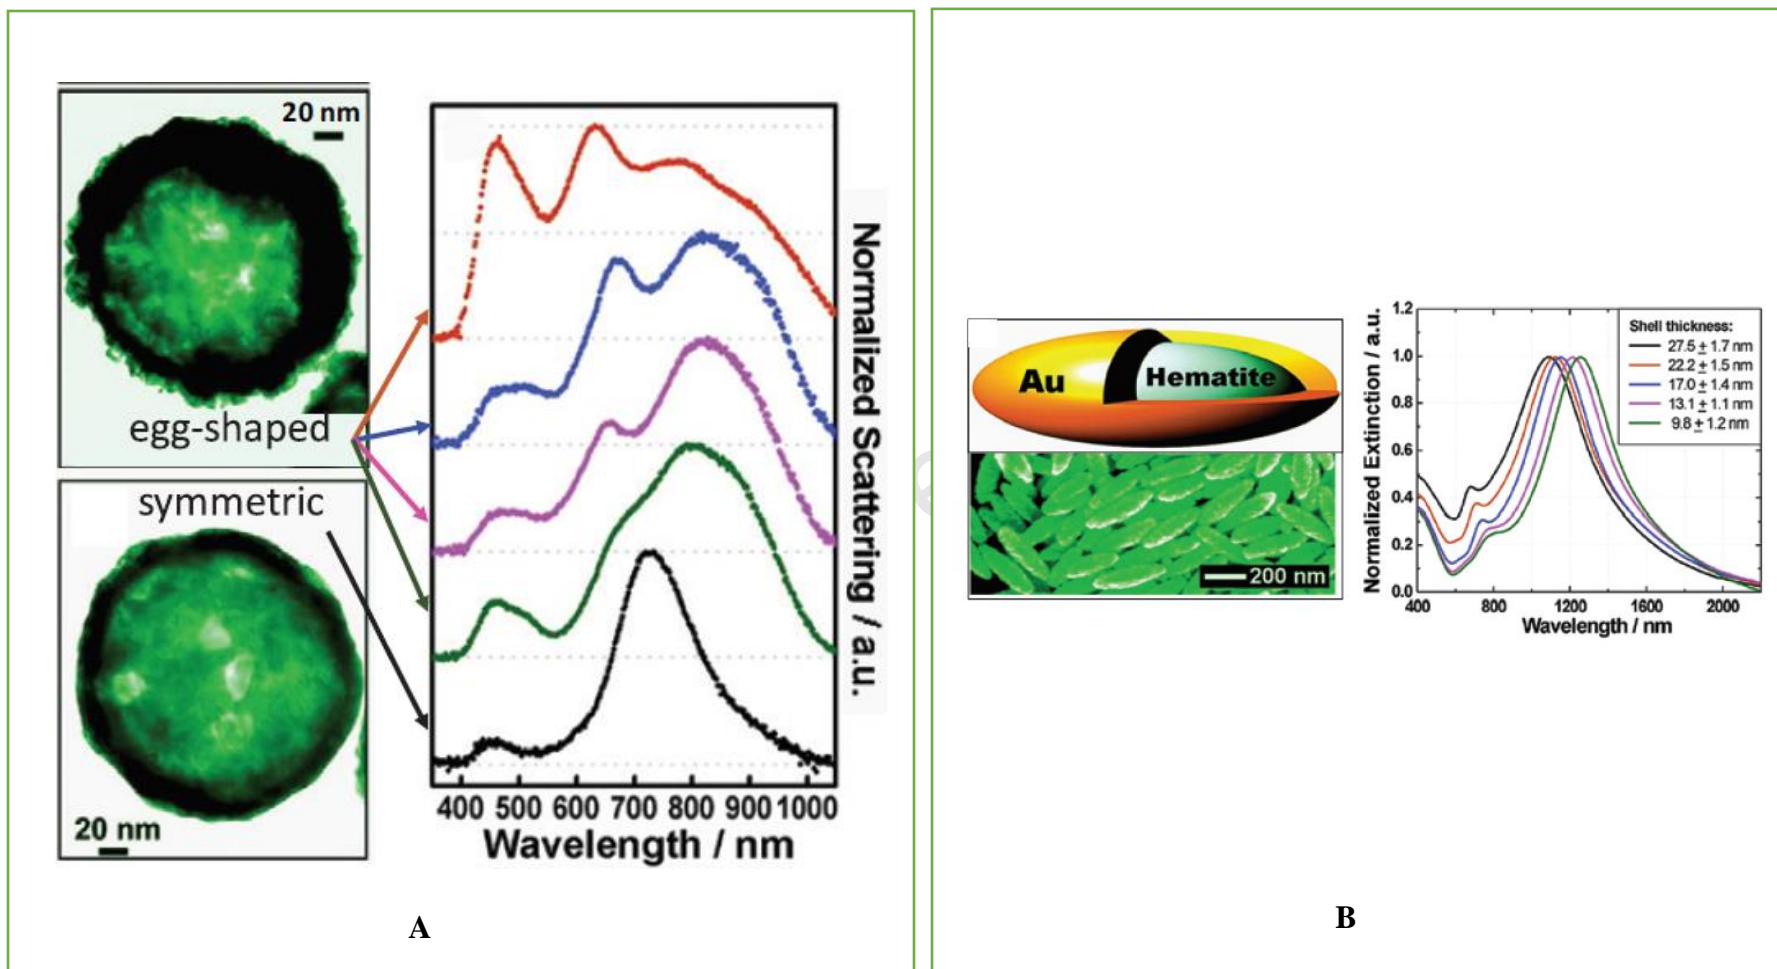 20 nm
egg-shaped
symmetric
20 nm
Normalized Scattering / a.u.
400 500 600 700 800 900 1000
Wavelength / nm
A
Au
Hematite
200 nm
Normalized Extinction / a.u.
1.2
1.0
0.8
0.6
0.4
0.2
0.0
Shell thickness:
27.5 ± 1.7 nm
22.2 ± 1.5 nm
17.0 ± 1.4 nm
13.1 ± 1.1 nm
9.8 ± 1.2 nm
400 800 1200 1600 2000
Wavelength / nm
B